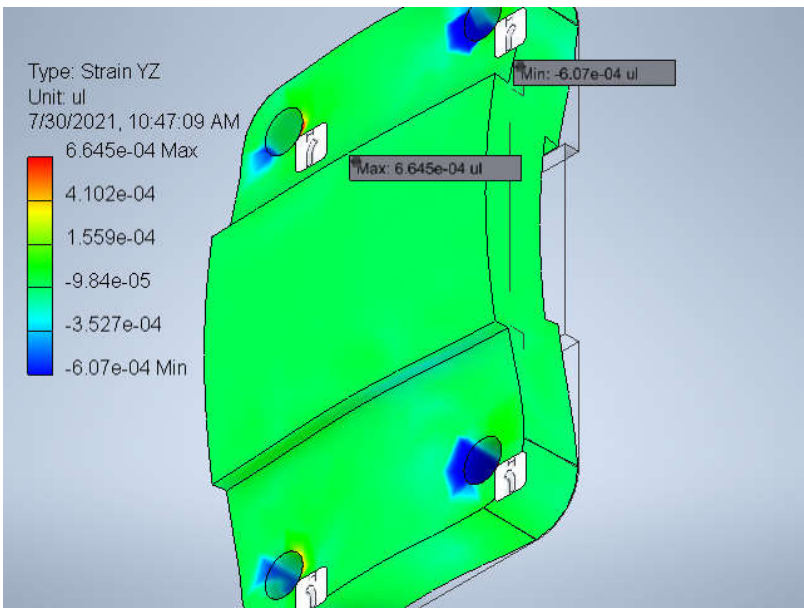 Type: Strain YZ
Unit: ul
7/30/2021, 10:47:09 AM
6.645e-04 Max
4.102e-04
1.559e-04
-9.84e-05
-3.527e-04
-6.07e-04 Min
Min: -6.07e-04 ul
Max: 6.645e-04 ul